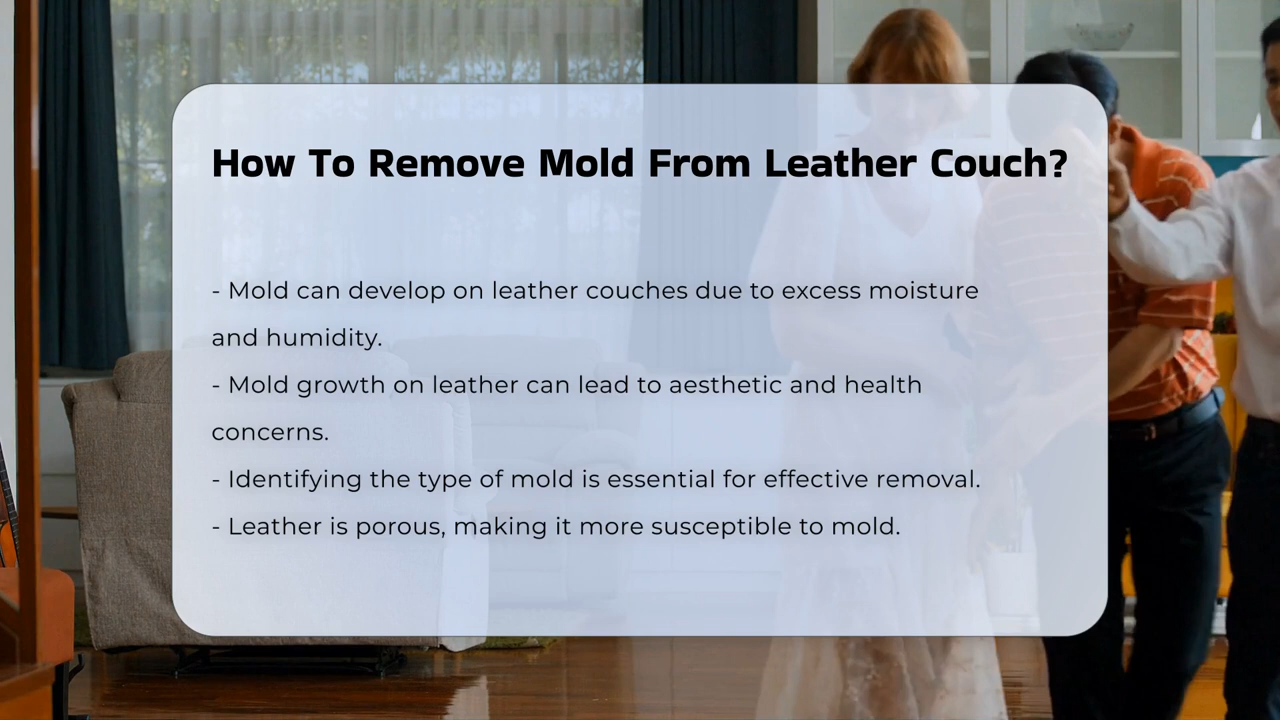 How To Remove Mold From Leather Couch?
- Mold can develop on leather couches due to excess moisture
and humidity.
- Mold growth on leather can lead to aesthetic and health
concerns.
- Identifying the type of mold is essential for effective removal.
- Leather is porous, making it more susceptible to mold.